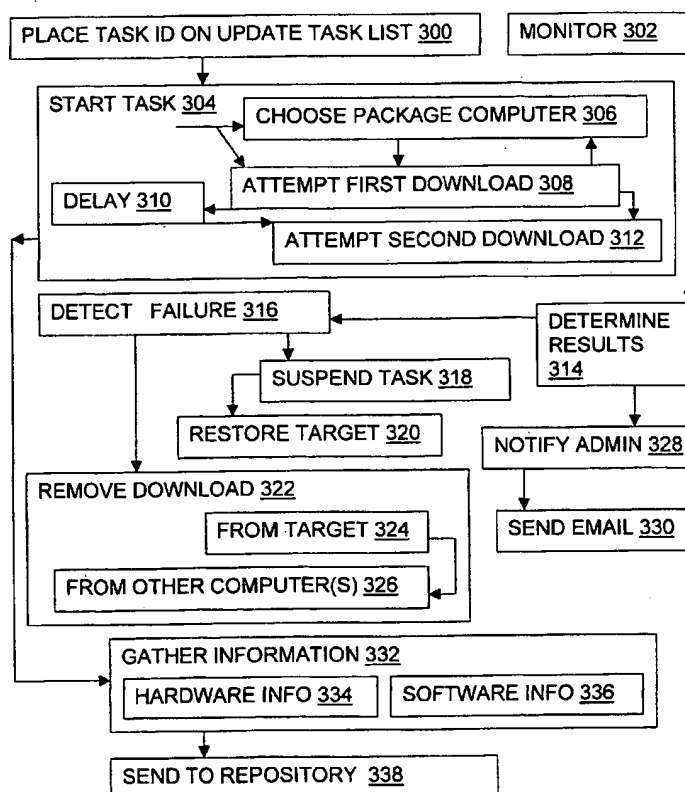 PLACE TASK ID ON UPDATE TASK LIST 300
MONITOR 302
START TASK 304
CHOOSE PACKAGE COMPUTER 306
ATTEMPT FIRST DOWNLOAD 308
DELAY 310
ATTEMPT SECOND DOWNLOAD 312
DETECT FAILURE 316
DETERMINE
RESULTS
314
SUSPEND TASK 318
RESTORE TARGET 320
NOTIFY ADMIN 328
REMOVE DOWNLOAD 322
FROM TARGET 324
SEND EMAIL 330
FROM OTHER COMPUTER(S) 326
GATHER INFORMATION 332
HARDWARE INFO 334
SOFTWARE INFO 336
SEND TO REPOSITORY 338